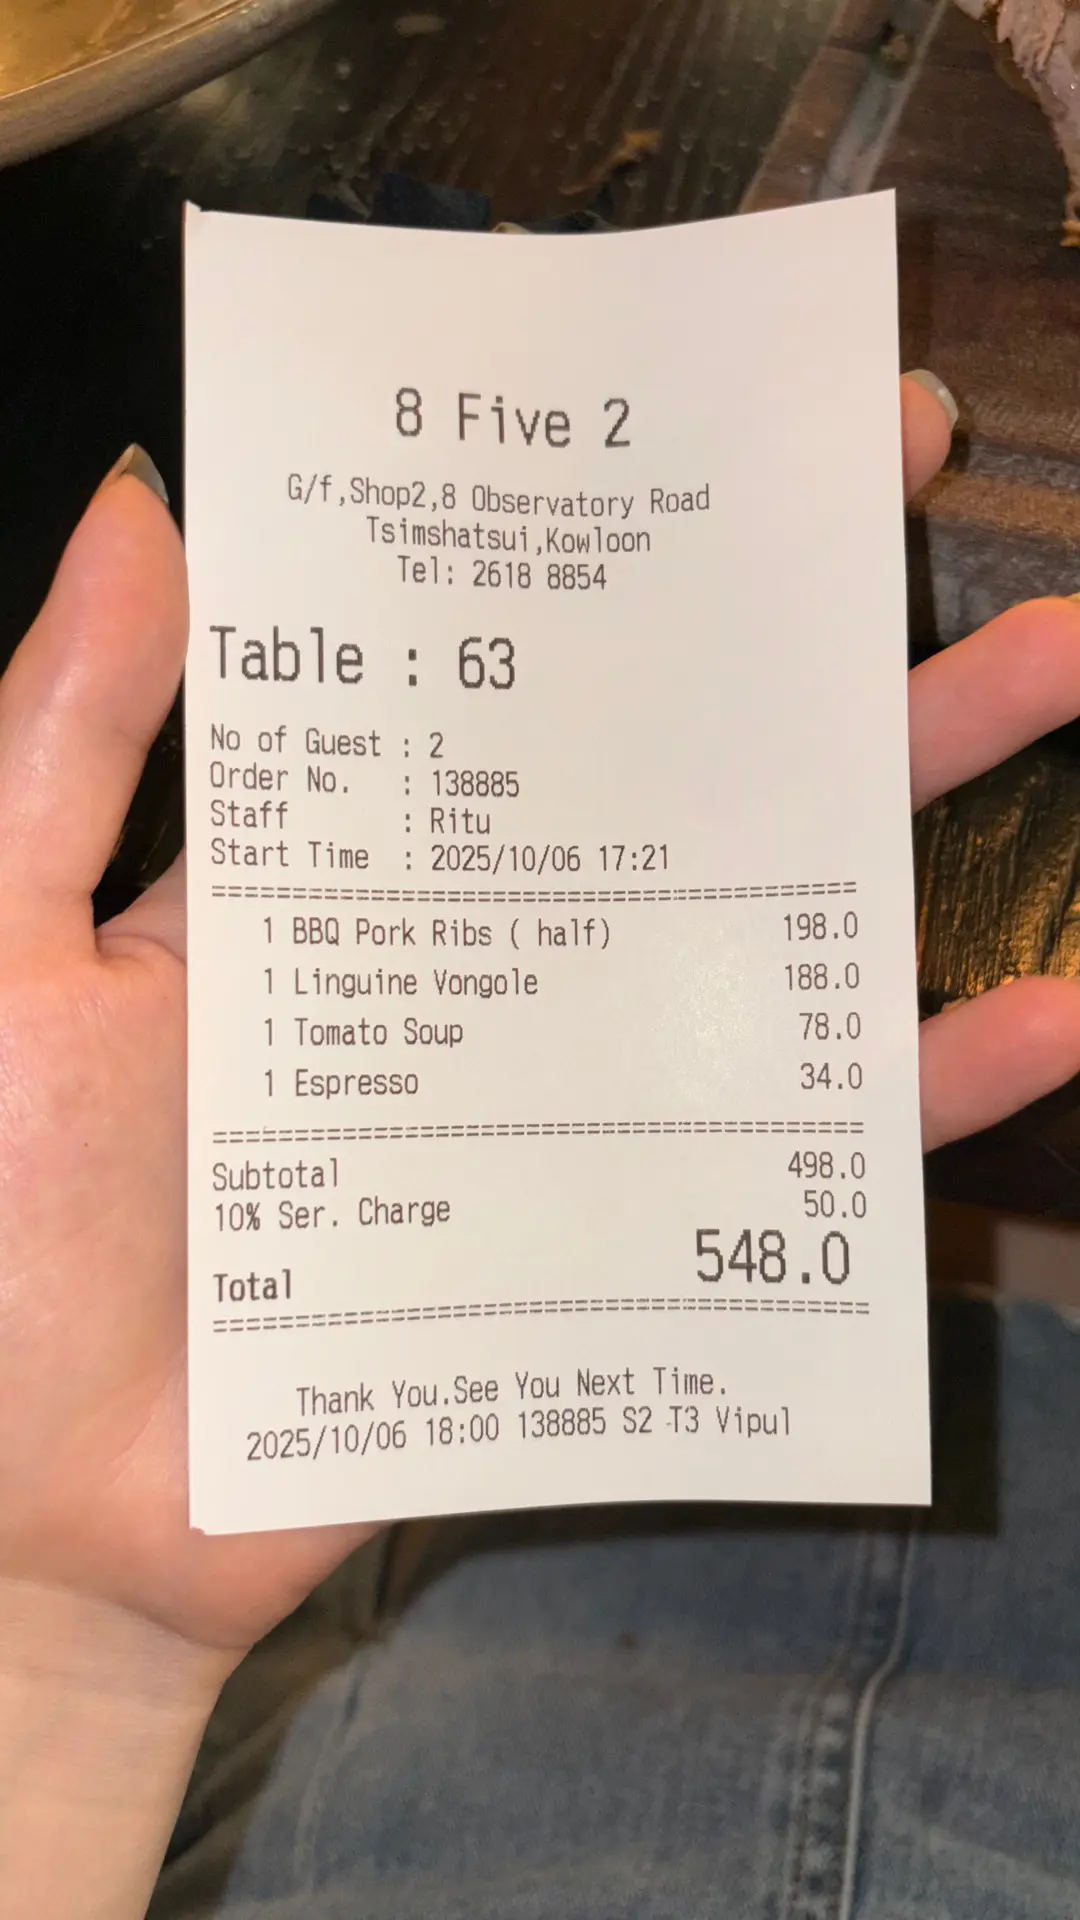 8 Five 2
G/f,Shop2,8 Observatory Road
Tsimshatsui,Kowloon
Tel: 2618 8854
Table : 63
No of Guest : 2
Order No. : 138885
Staff : Ritu
Start Time : 2025/10/06 17:21
========================================
1 BBQ Pork Ribs ( half) 198.0
1 Linguine Vongole 188.0
1 Tomato Soup 78.0
1 Espresso 34.0
========================================
Subtotal 498.0
10% Ser. Charge 50.0
Total 548.0
========================================
Thank You.See You Next Time.
2025/10/06 18:00 138885 S2 -T3 Vipul